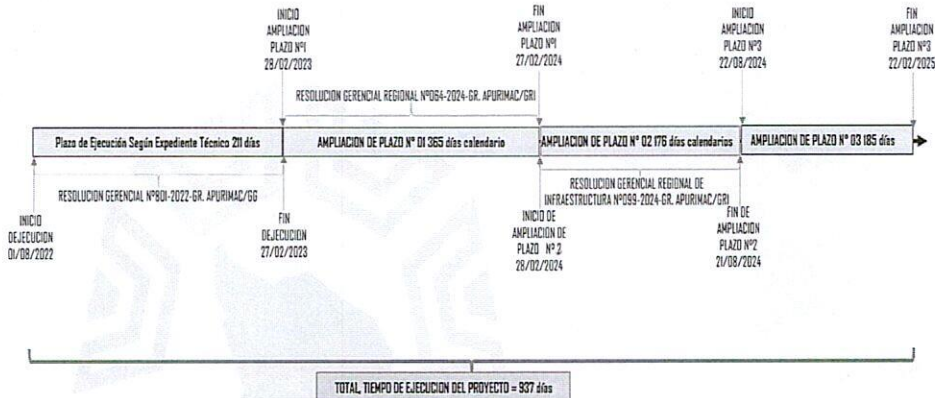 INICIO
AMPLIACION
PLAZO Nº1
28/02/2023
FIN
AMPLIACION
PLAZO Nº1
27/02/2024
INICIO
AMPLIACION
PLAZO Nº3
22/08/2024
FIN
AMPLIACION
PLAZO Nº3
22/02/2025
RESOLUCION GERENCIAL REGIONAL Nº064-2024-GR. APURIMAC/GRI
Plazo de Ejecución Según Expediente Técnico 211 días
AMPLIACION DE PLAZO N° 01 365 días calendario
AMPLIACION DE PLAZO N° 02 176 días calendarios
AMPLIACION DE PLAZO N° 03 185 días
RESOLUCION GERENCIAL Nº801-2022-GR. APURIMAC/GG
RESOLUCION GERENCIAL REGIONAL DE
INFRAESTRUCTURA Nº099-2024-GR. APURIMAC/GRI
INICIO
DEJECUCION
01/08/2022
FIN
DEJECUCION
27/02/2023
INICIO DE
AMPLIACION DE
PLAZO Nº 2
28/02/2024
FIN DE
AMPLIACION
PLAZO Nº2
21/08/2024
TOTAL, TIEMPO DE EJECUCION DEL PROYECTO = 937 días